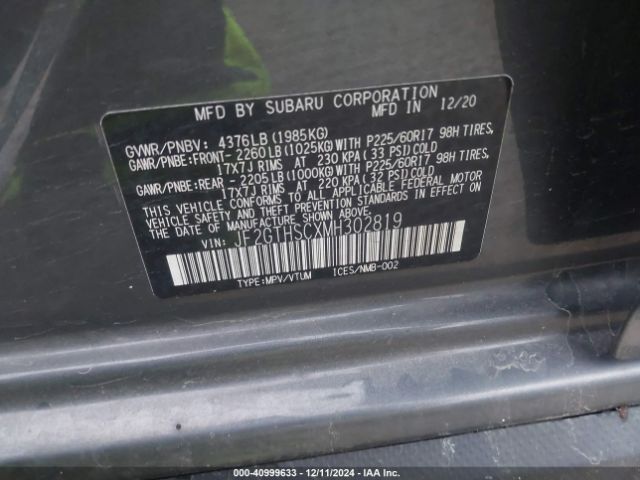 MFD BY SUBARU CORPORATION
MFD IN 12/20
GVWR/PNBV: 4376LB(1985KG)
GAWR/PNBE:FRONT- 2260LB(1025KG)WITH P225/60R17 98H TIRES,
17X7J RIMS AT 230 KPA(33 PSI)COLD
GAWR/PNBE:REAR - 2205LB(1000KG)WITH P225/60R17 98H TIRES,
17X7J RIMS AT 220 KPA(32 PSI)COLD
THIS VEHICLE CONFORMS TO ALL APPLICABLE FEDERAL MOTOR
VEHICLE SAFETY AND THEFT PREVENTION STANDARDS IN EFFECT ON
THE DATE OF MANUFACTURE SHOWN ABOVE.
VIN: JF2GTHSCXMH302819
TYPE:MPV/VTUM ICES/NMB-002
000-40999633 - 12/11/2024 - IAA Inc.